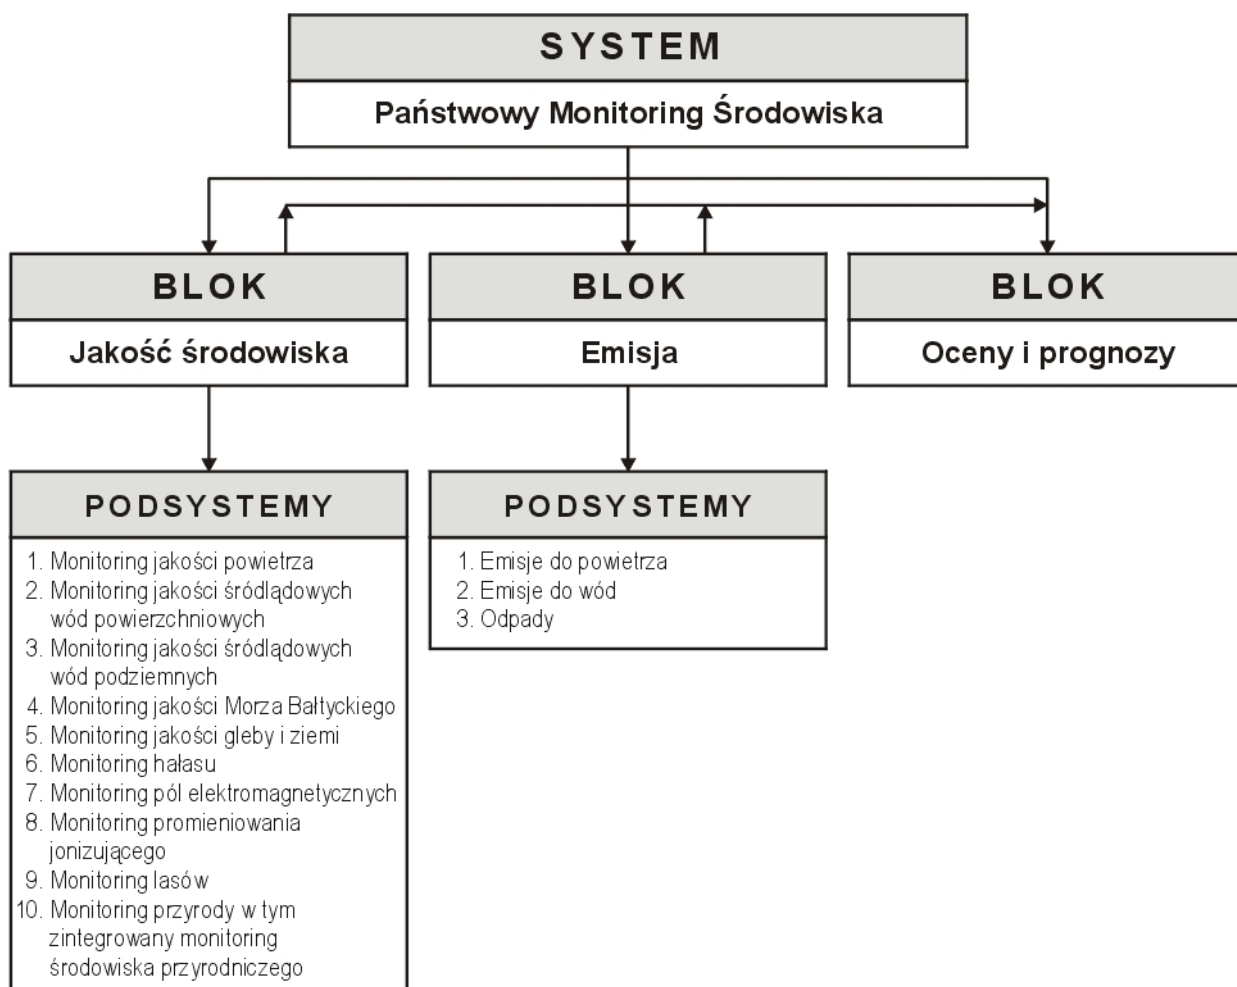 SYSTEM
Państwowy Monitoring Środowiska
BLOK
Jakość środowiska
BLOK
Emisja
BLOK
Oceny i prognozy
PODSYSTEMY
1. Monitoring jakości powietrza
2. Monitoring jakości śródlądowych
wód powierzchniowych
3. Monitoring jakości śródlądowych
wód podziemnych
4. Monitoring jakości Morza Bałtyckiego
5. Monitoring jakości gleby i ziemi
6. Monitoring hałasu
7. Monitoring pól elektromagnetycznych
8. Monitoring promieniowania
jonizującego
9. Monitoring lasów
10. Monitoring przyrody w tym
zintegrowany monitoring
środowiska przyrodniczego
PODSYSTEMY
1. Emisje do powietrza
2. Emisje do wód
3. Odpady